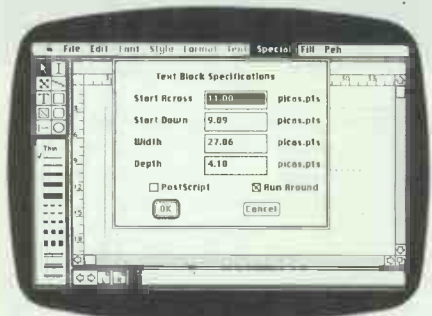 File Edit Font Style Format Text Special Fill Pen
Text Block Specifications
Start Across 11.00 picas.pts
Start Down 9.09 picas.pts
Width 27.06 picas.pts
Depth 4.10 picas.pts
PostScript Run Around
OK Cancel
Thin